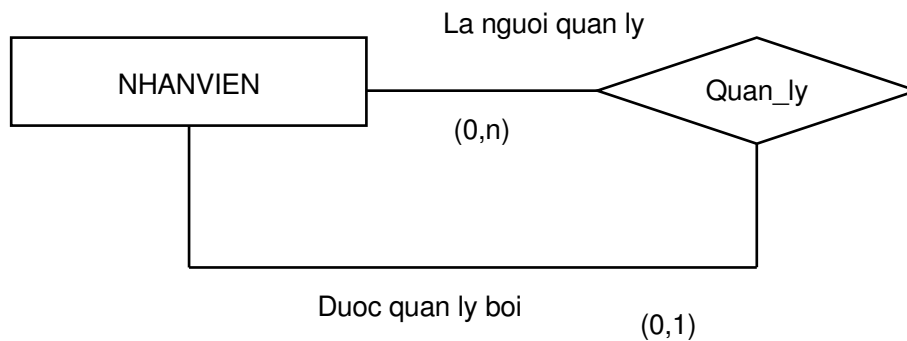 La nguoi quan ly
NHANVIEN
Quan_ly
(0,n)
Duoc quan ly boi
(0,1)